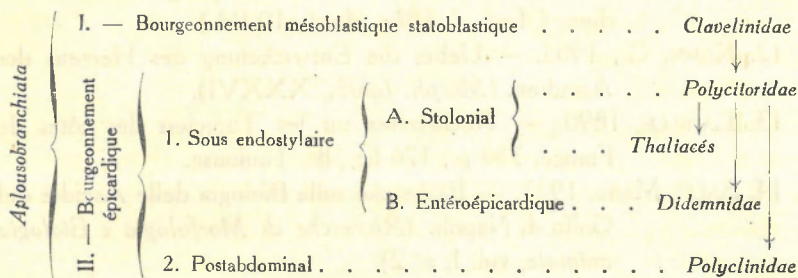 Aplousobranchiata
I. — Bourgeonnement mésoblastique statoblastique . . . . . Clavelinidae
II. — Bourgeonnement
épicardique
1. Sous endostylaire
A. Stolonial
. . . Polycitoridae
Thaliacés
B. Entéroépicardique . . . . Didemnidae
2. Postabdominal . . . . . . . . . . . . Polyclinidae